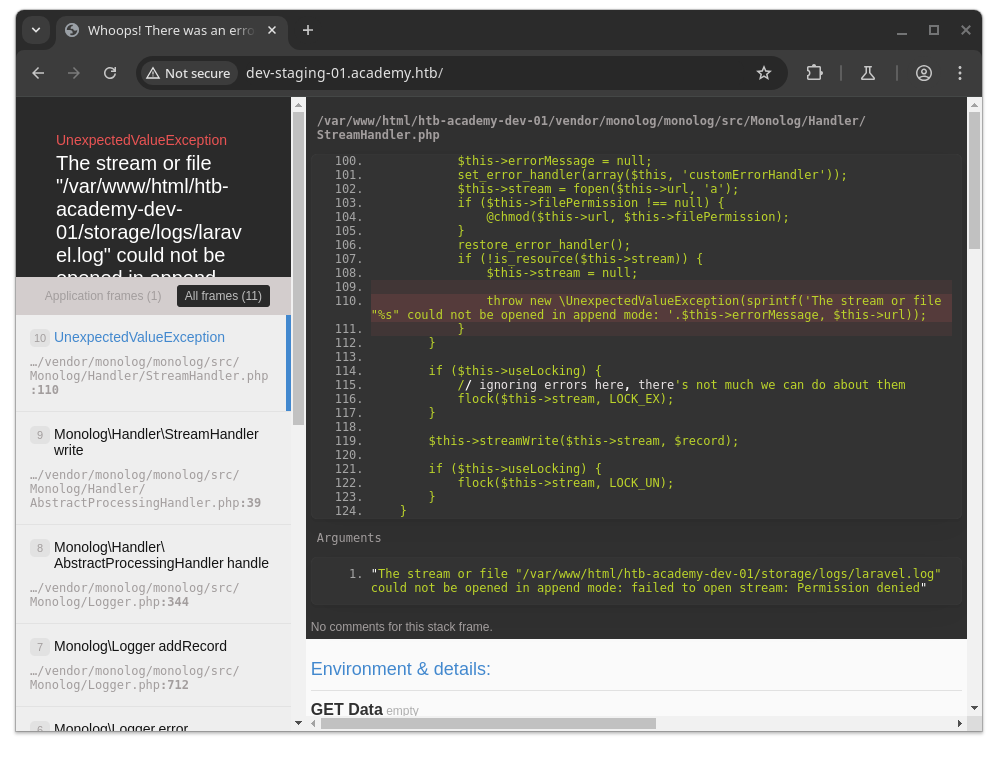 Whoops! There was an erro
Not secure
dev-staging-01.academy.htb/
UnexpectedValueException
The stream or file
"/var/www/html/htb-
academy-dev-
01/storage/logs/larav
el.log" could not be
opened in append
Application frames (1)
All frames (11)
10
UnexpectedValueException
…/vendor/monolog/monolog/src/
Monolog/Handler/StreamHandler.php
:110
9
Monolog\Handler\StreamHandler
write
…/vendor/monolog/monolog/src/
Monolog/Handler/
AbstractProcessingHandler.php:39
8
Monolog\Handler\
AbstractProcessingHandler handle
…/vendor/monolog/monolog/src/
Monolog/Logger.php:344
7
Monolog\Logger addRecord
…/vendor/monolog/monolog/src/
Monolog/Logger.php:712
6
Monolog\Logger error
/var/www/html/htb-academy-dev-01/vendor/monolog/monolog/src/Monolog/Handler/
StreamHandler.php
100.             $this->errorMessage = null;
101.             set_error_handler(array($this, 'customErrorHandler'));
102.             $this->stream = fopen($this->url, 'a');
103.             if ($this->filePermission !== null) {
104.                 @chmod($this->url, $this->filePermission);
105.             }
106.             restore_error_handler();
107.             if (!is_resource($this->stream)) {
108.                 $this->stream = null;
109.
110.                 throw new \UnexpectedValueException(sprintf('The stream or file
"%s" could not be opened in append mode: '.$this->errorMessage, $this->url));
111.             }
112.         }
113.
114.         if ($this->useLocking) {
115.             // ignoring errors here, there's not much we can do about them
116.             flock($this->stream, LOCK_EX);
117.         }
118.
119.         $this->streamWrite($this->stream, $record);
120.
121.         if ($this->useLocking) {
122.             flock($this->stream, LOCK_UN);
123.         }
124.     }
Arguments
1. "The stream or file "/var/www/html/htb-academy-dev-01/storage/logs/laravel.log"
could not be opened in append mode: failed to open stream: Permission denied"
No comments for this stack frame.
Environment & details:
GET Data empty